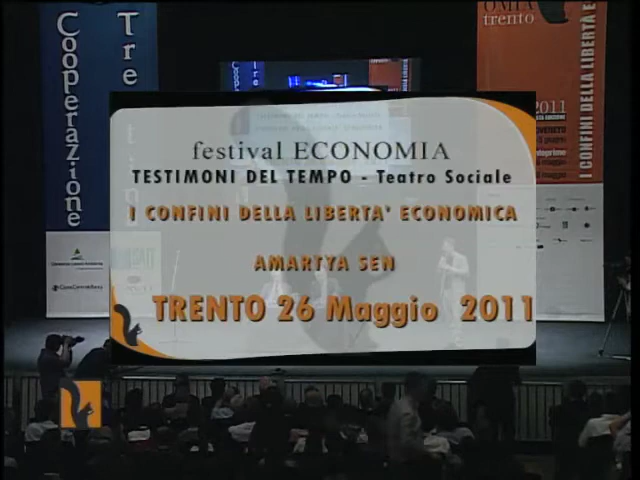 Cooperazione
Tre
OMIA
trento
2011
I CONFINI DELLA LIBERTÀ E
festival ECONOMIA
TESTIMONI DEL TEMPO - Teatro Sociale
I CONFINI DELLA LIBERTA' ECONOMICA
AMARTYA SEN
TRENTO 26 Maggio 2011